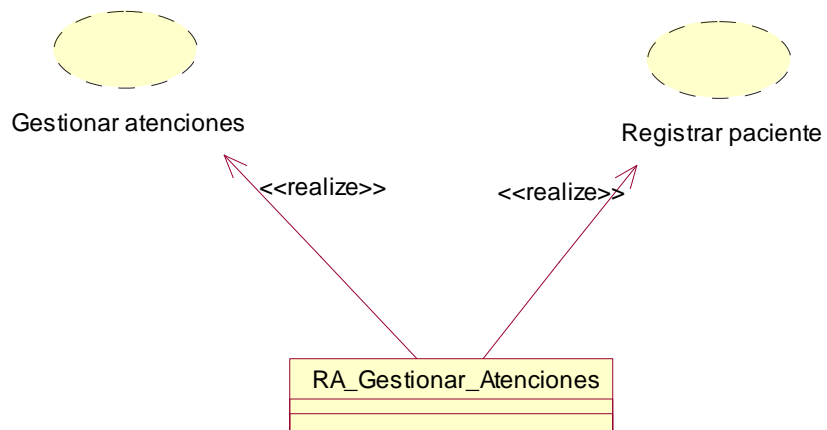 Gestionar atenciones
Registrar paciente
<<realize>>
<<realize>>
RA_Gestionar_Atenciones